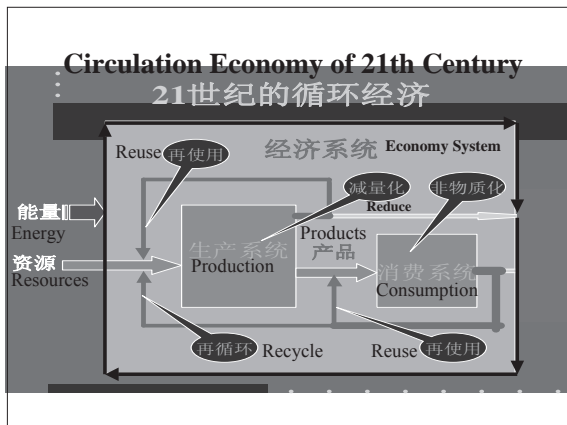 Circulation Economy of 21th Century
21世纪的循环经济
Reuse 再使用
经济系统 Economy System
减量化
非物质化
Reduce
能量
Energy
生产系统
Production
Products
产品
资源
Resources
消费系统
Consumption
再循环 Recycle
Reuse 再使用